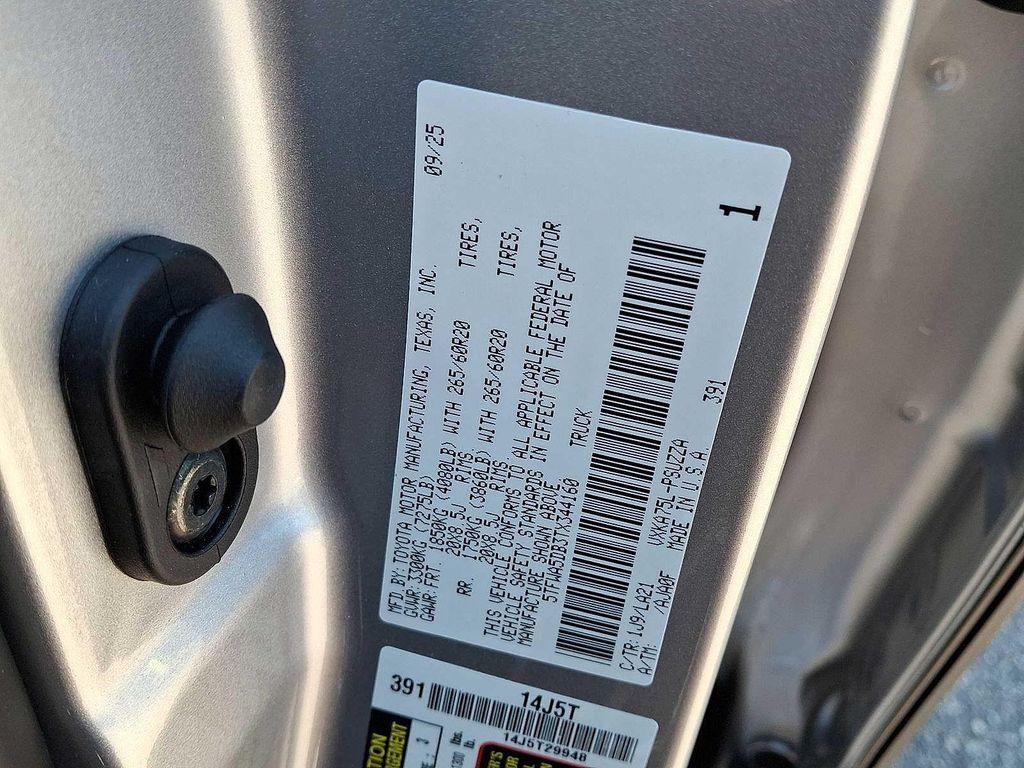 MFD BY: TOYOTA MOTOR MANUFACTURING, TEXAS, INC. 09/25
GVWR 3300KG (7275LB)
GAWR: FRT. 1850KG (4080LB) WITH 265/60R20 TIRES,
20X8.5J RIMS
RR. 1750KG (3860LB) WITH 265/60R20 TIRES,
20X8.5J RIMS
THIS VEHICLE CONFORMS TO ALL APPLICABLE FEDERAL MOTOR
VEHICLE SAFETY STANDARDS IN EFFECT ON THE DATE OF
MANUFACTURE SHOWN ABOVE.
5TFWA5DB3TX344160 TRUCK
1
C/TR: 1J9/LA21 VXKA75L-PSUZZA 391
A/TM: -/AVA0F MADE IN U.S.A.
391 14J5T
14J5T29948